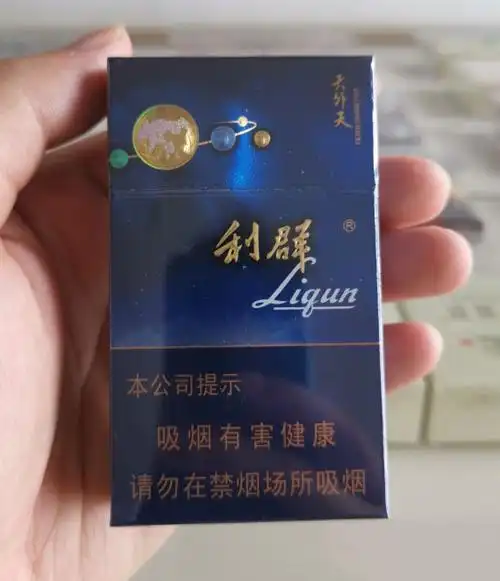 天外天
利群®
Liqun
本公司提示
吸烟有害健康
请勿在禁烟场所吸烟